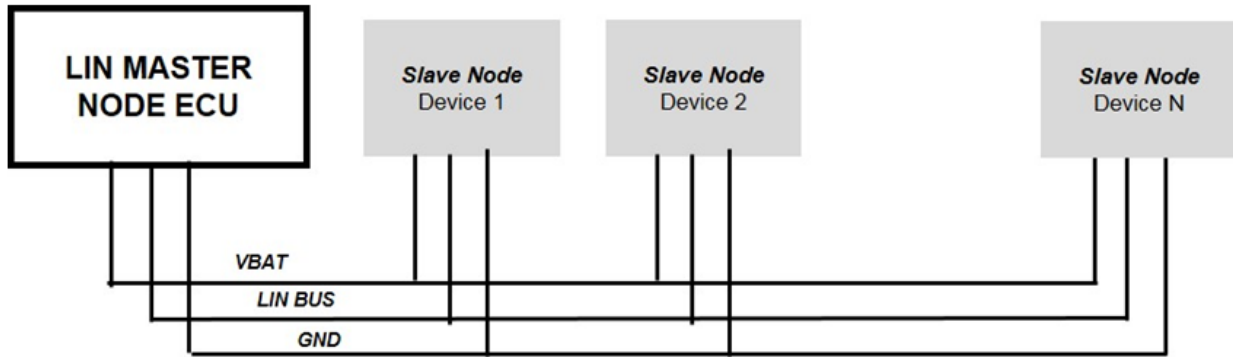 LIN MASTER
NODE ECU
Slave Node
Device 1
Slave Node
Device 2
Slave Node
Device N
VBAT
LIN BUS
GND